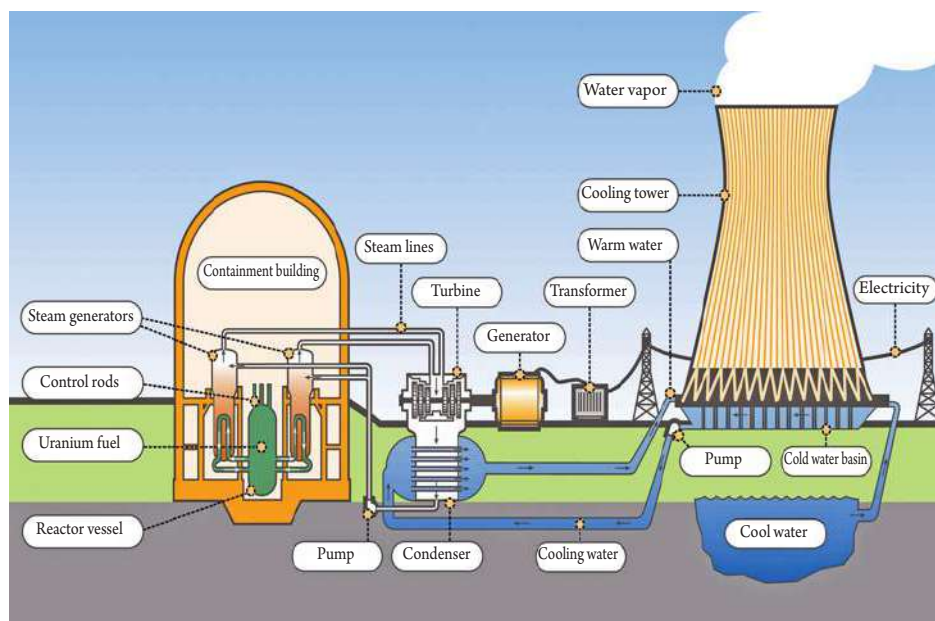 Water vapor
Cooling tower
Steam lines
Warm water
Containment building
Turbine
Transformer
Electricity
Steam generators
Generator
Control rods
Uranium fuel
Pump
Cold water basin
Reactor vessel
Pump
Condenser
Cooling water
Cool water